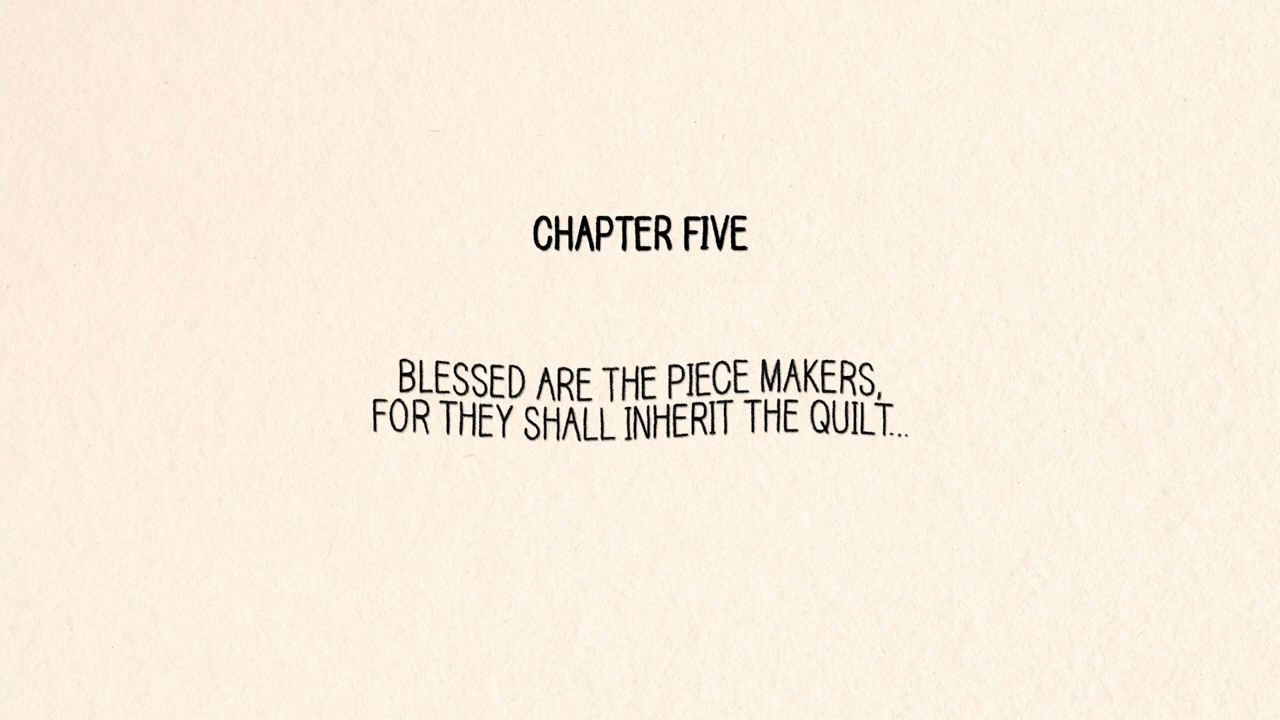 CHAPTER FIVE
BLESSED ARE THE PIECE MAKERS,
FOR THEY SHALL INHERIT THE QUILT...